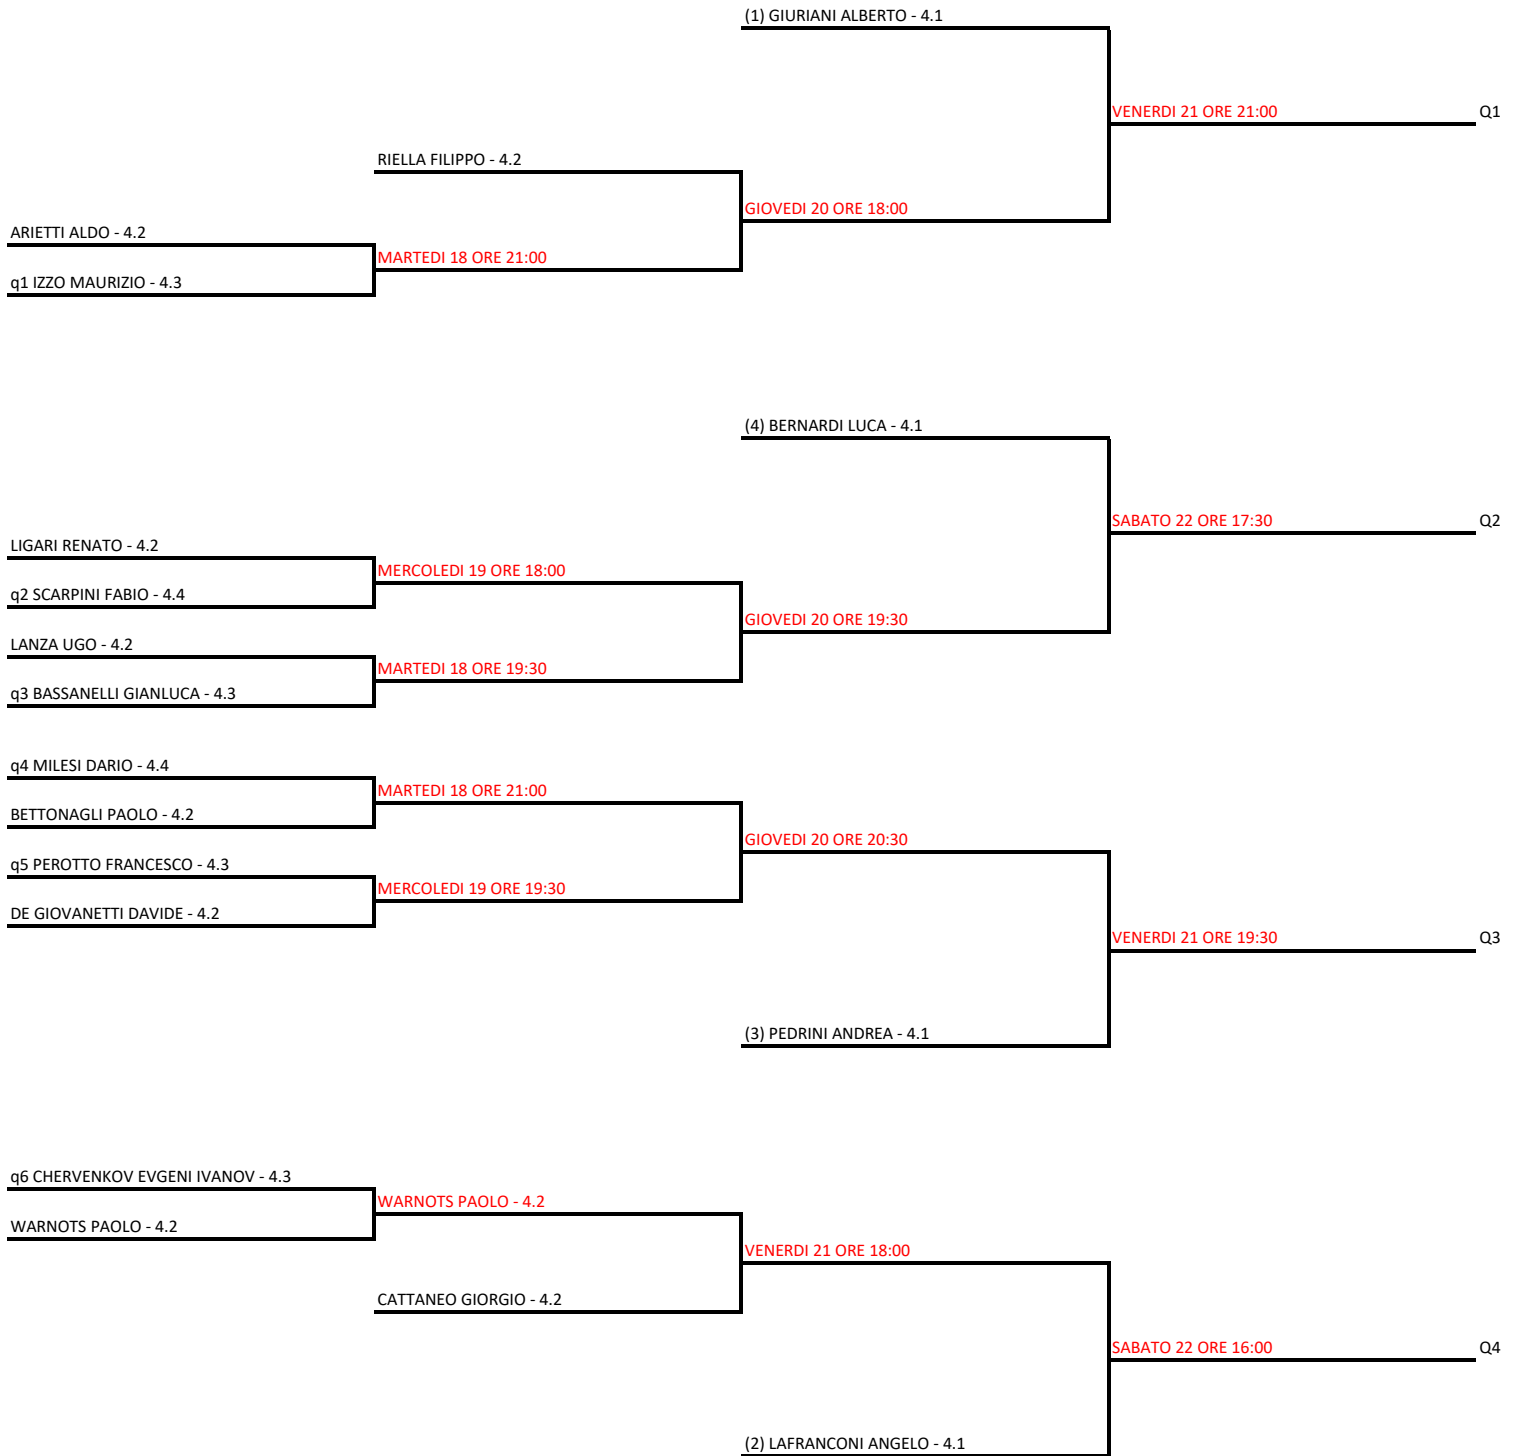 (1) GIURIANI ALBERTO - 4.1
VENERDI 21 ORE 21:00
Q1
RIELLA FILIPPO - 4.2
GIOVEDI 20 ORE 18:00
ARIETTI ALDO - 4.2
MARTEDI 18 ORE 21:00
q1 IZZO MAURIZIO - 4.3
(4) BERNARDI LUCA - 4.1
SABATO 22 ORE 17:30
Q2
LIGARI RENATO - 4.2
MERCOLEDI 19 ORE 18:00
q2 SCARPINI FABIO - 4.4
GIOVEDI 20 ORE 19:30
LANZA UGO - 4.2
MARTEDI 18 ORE 19:30
q3 BASSANELLI GIANLUCA - 4.3
q4 MILESI DARIO - 4.4
MARTEDI 18 ORE 21:00
BETTONAGLI PAOLO - 4.2
GIOVEDI 20 ORE 20:30
q5 PEROTTO FRANCESCO - 4.3
MERCOLEDI 19 ORE 19:30
DE GIOVANETTI DAVIDE - 4.2
VENERDI 21 ORE 19:30
Q3
(3) PEDRINI ANDREA - 4.1
q6 CHERVENKOV EVGENI IVANOV - 4.3
WARNOTS PAOLO - 4.2
WARNOTS PAOLO - 4.2
VENERDI 21 ORE 18:00
CATTANEO GIORGIO - 4.2
SABATO 22 ORE 16:00
Q4
(2) LAFRANCONI ANGELO - 4.1